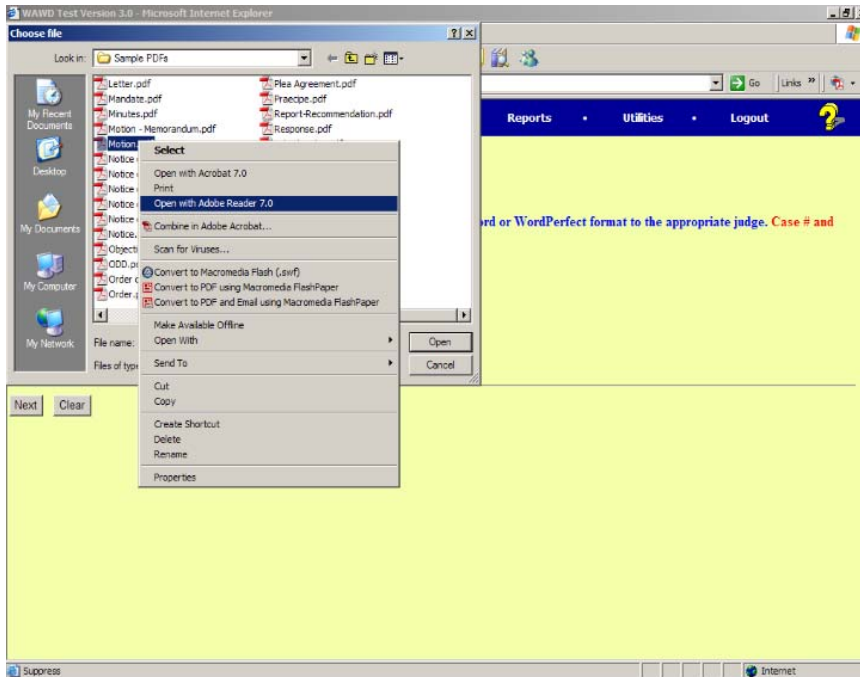 WAWD Test Version 3.0 - Microsoft Internet Explorer
Choose file
Look in: Sample PDFs
Go Links »
Reports • Utilities • Logout ?
My Recent Documents
Desktop
My Documents
My Computer
My Network
Letter.pdf
Mandate.pdf
Minutes.pdf
Motion - Memorandum.pdf
Motion.
Notice
Notice
Notice
Notice
Notice
Notice.
Objecti
ODD.p
Order
Order.
Plea Agreement.pdf
Praecipe.pdf
Report-Recommendation.pdf
Response.pdf
Select
Open with Acrobat 7.0
Print
Open with Adobe Reader 7.0
Combine in Adobe Acrobat...
Scan for Viruses...
Convert to Macromedia Flash (.swf)
Convert to PDF using Macromedia FlashPaper
Convert to PDF and Email using Macromedia FlashPaper
Make Available Offline
Open With
Send To
Cut
Copy
Create Shortcut
Delete
Rename
Properties
File name:
Open
Files of typ
Cancel
ord or WordPerfect format to the appropriate judge. Case # and
Next Clear
Suppress
Internet